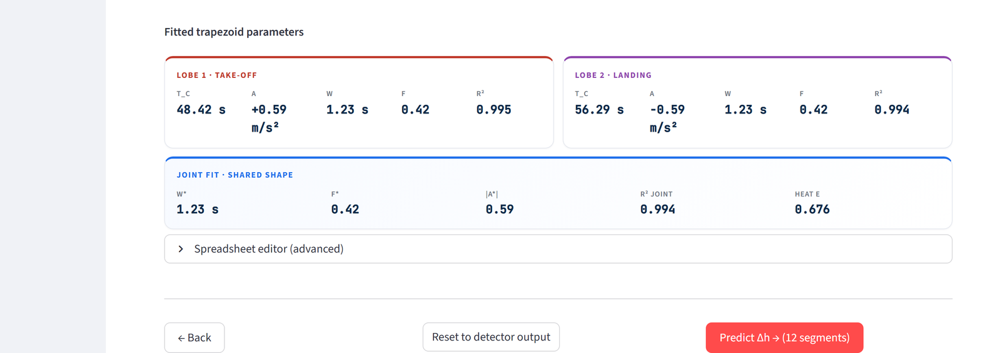 Fitted trapezoid parameters
LOBE 1 · TAKE-OFF
T_C A W F R²
48.42 s +0.59 m/s² 1.23 s 0.42 0.995
LOBE 2 · LANDING
T_C A W F R²
56.29 s -0.59 m/s² 1.23 s 0.42 0.994
JOINT FIT · SHARED SHAPE
W* F* |A*| R² JOINT HEAT E
1.23 s 0.42 0.59 0.994 0.676
Spreadsheet editor (advanced)
← Back Reset to detector output Predict Δh → (12 segments)